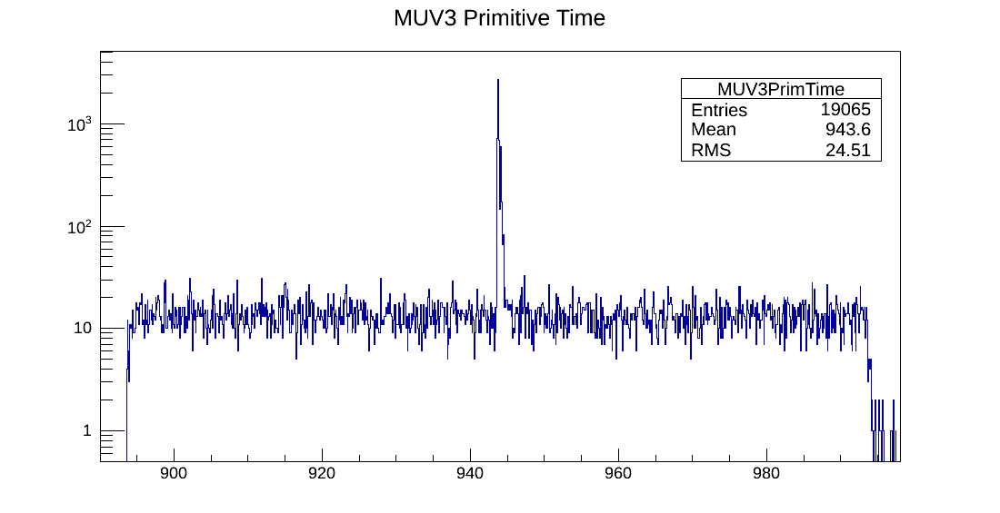 MUV3 Primitive Time
MUV3PrimTime
Entries 19065
Mean 943.6
RMS 24.51
10³
10²
10
1
900 920 940 960 980